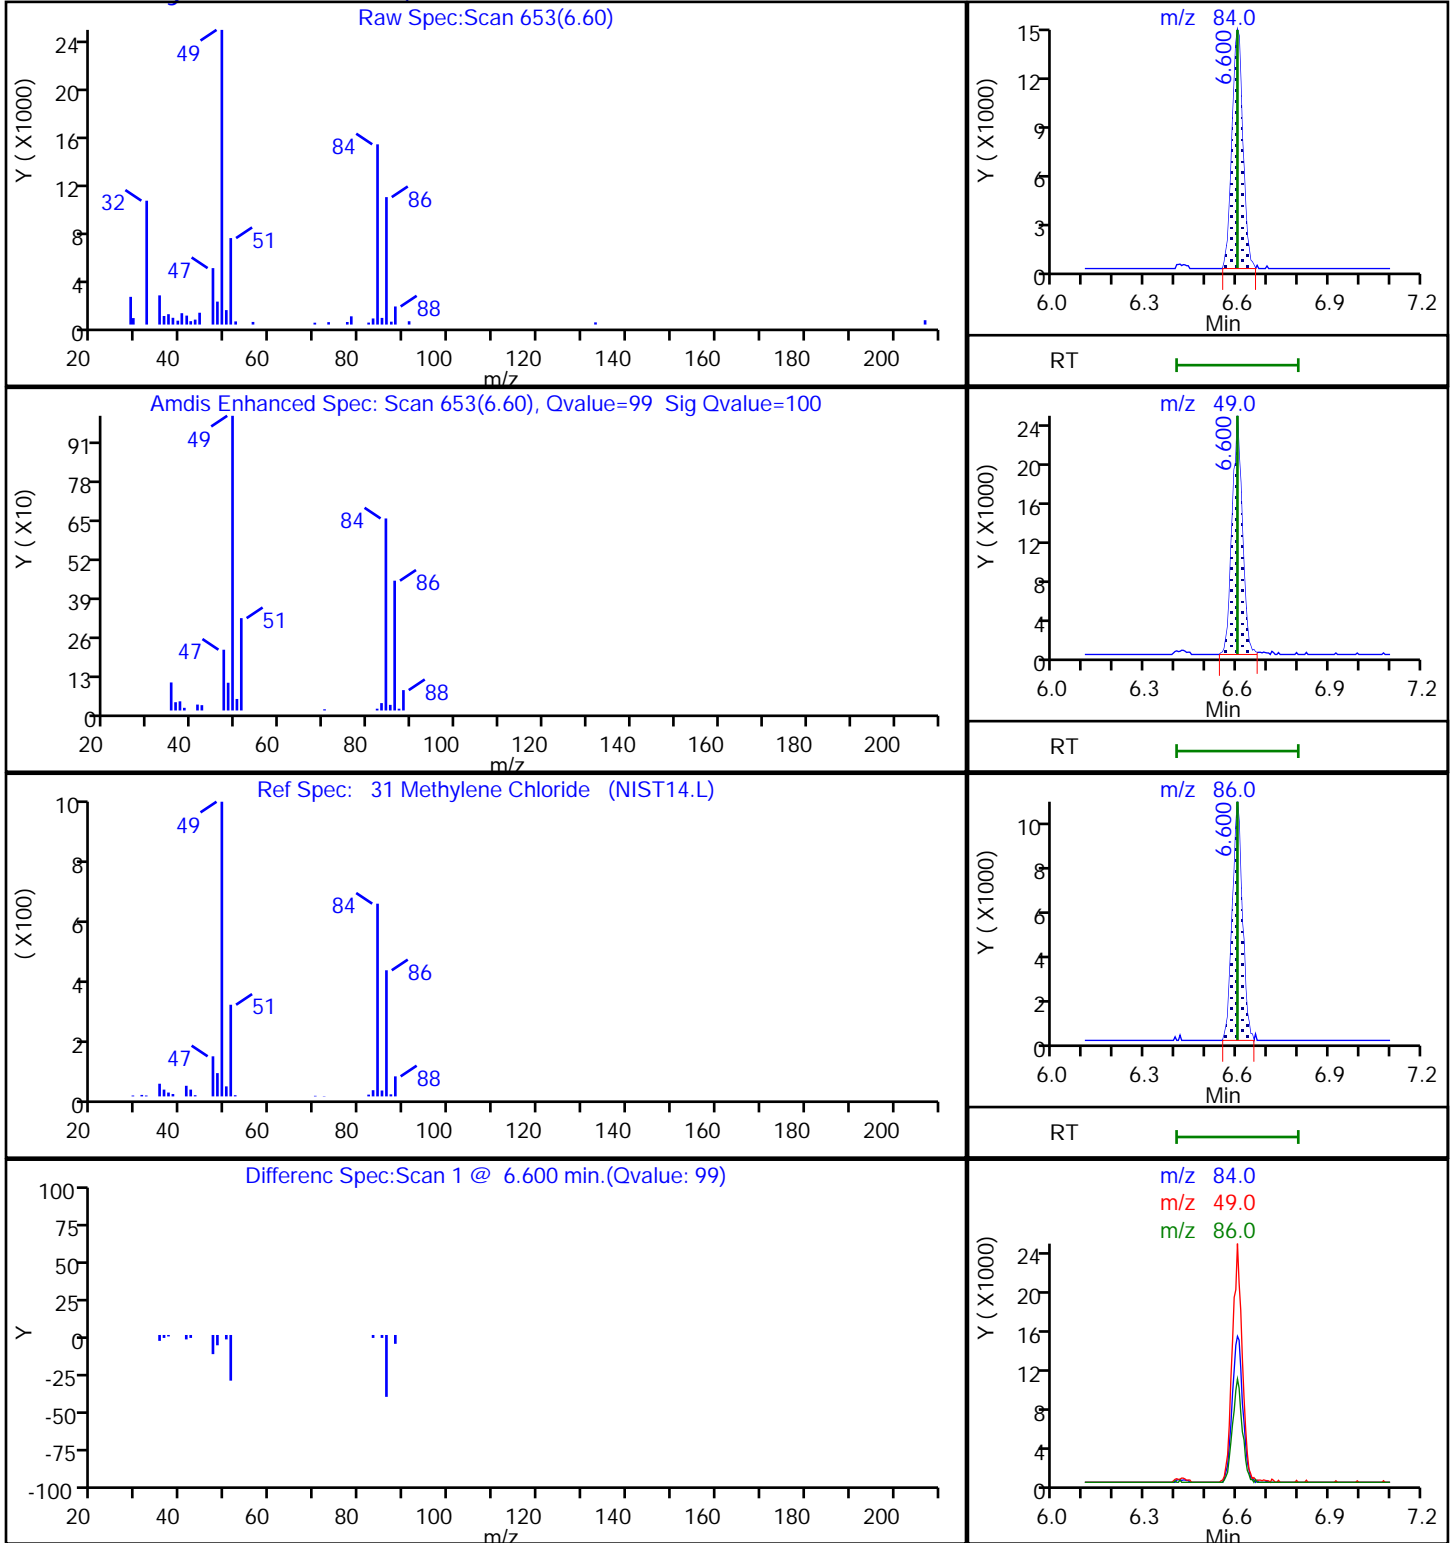 Raw Spec:Scan 653(6.60)
Y ( X1000)
24
20
16
12
8
4
0
49
84
32
86
51
47
88
20 40 60 80 100 120 140 160 180 200
m/z
m/z 84.0
Y ( X1000)
15
12
9
6
3
0
6.600
6.0 6.3 6.6 6.9 7.2
Min
RT
Amdis Enhanced Spec: Scan 653(6.60), Qvalue=99 Sig Qvalue=100
Y ( X10)
91
78
65
52
39
26
13
0
49
84
86
51
47
88
20 40 60 80 100 120 140 160 180 200
m/z
m/z 49.0
Y ( X1000)
24
20
16
12
8
4
0
6.600
6.0 6.3 6.6 6.9 7.2
Min
RT
Ref Spec: 31 Methylene Chloride (NIST14.L)
( X100)
10
8
6
4
2
0
49
84
86
51
47
88
20 40 60 80 100 120 140 160 180 200
m/z 86.0
Y ( X1000)
10
8
6
4
2
0
6.600
6.0 6.3 6.6 6.9 7.2
Min
RT
Differenc Spec:Scan 1 @ 6.600 min.(Qvalue: 99)
Y
100
75
50
25
0
-25
-50
-75
-100
20 40 60 80 100 120 140 160 180 200
m/z
m/z 84.0
m/z 49.0
m/z 86.0
Y ( X1000)
24
20
16
12
8
4
0
6.0 6.3 6.6 6.9 7.2
Min